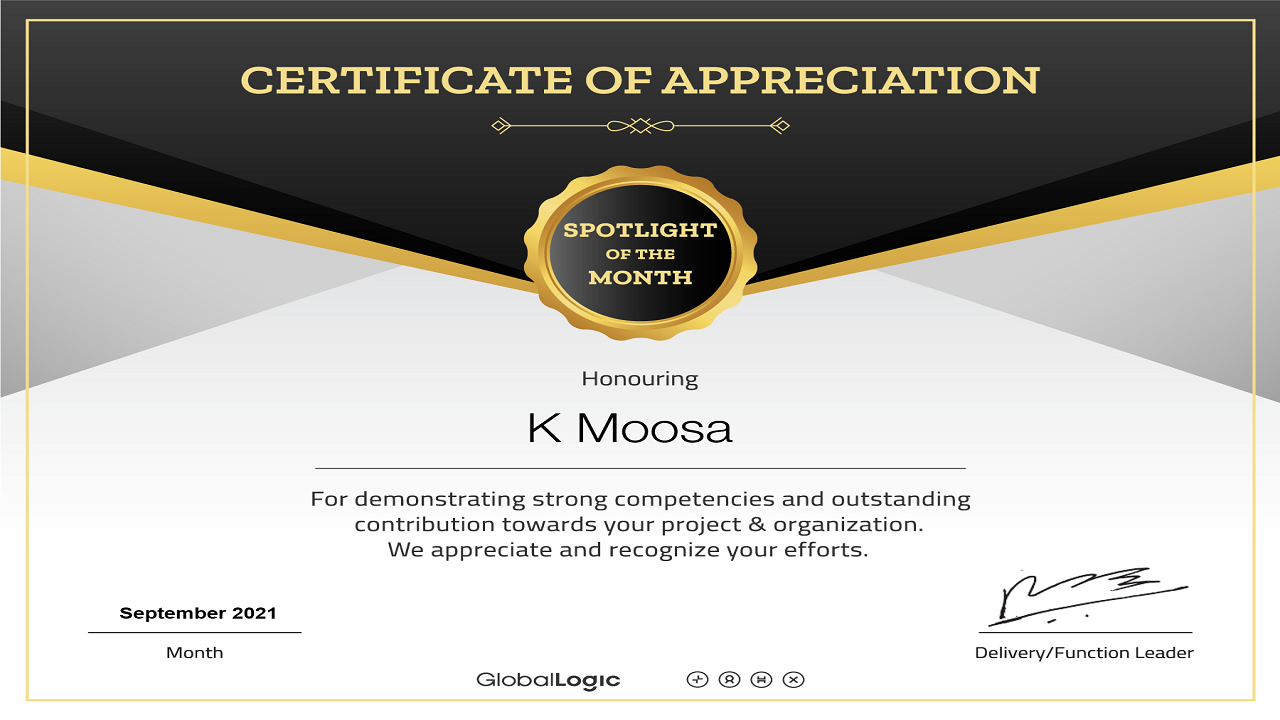 CERTIFICATE OF APPRECIATION
SPOTLIGHT
OF THE
MONTH
Honouring
K Moosa
For demonstrating strong competencies and outstanding
contribution towards your project & organization.
We appreciate and recognize your efforts.
September 2021
Month
Delivery/Function Leader
GlobalLogic